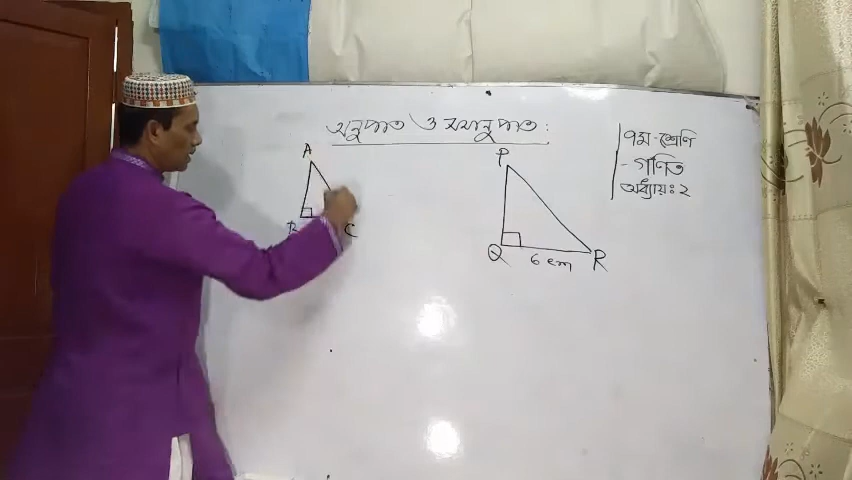 অনুপাত ও সমানুপাত :
৭ম - শ্রেণি
- গণিত
অধ্যায়ঃ ২
A
B
C
P
Q
6 cm
R